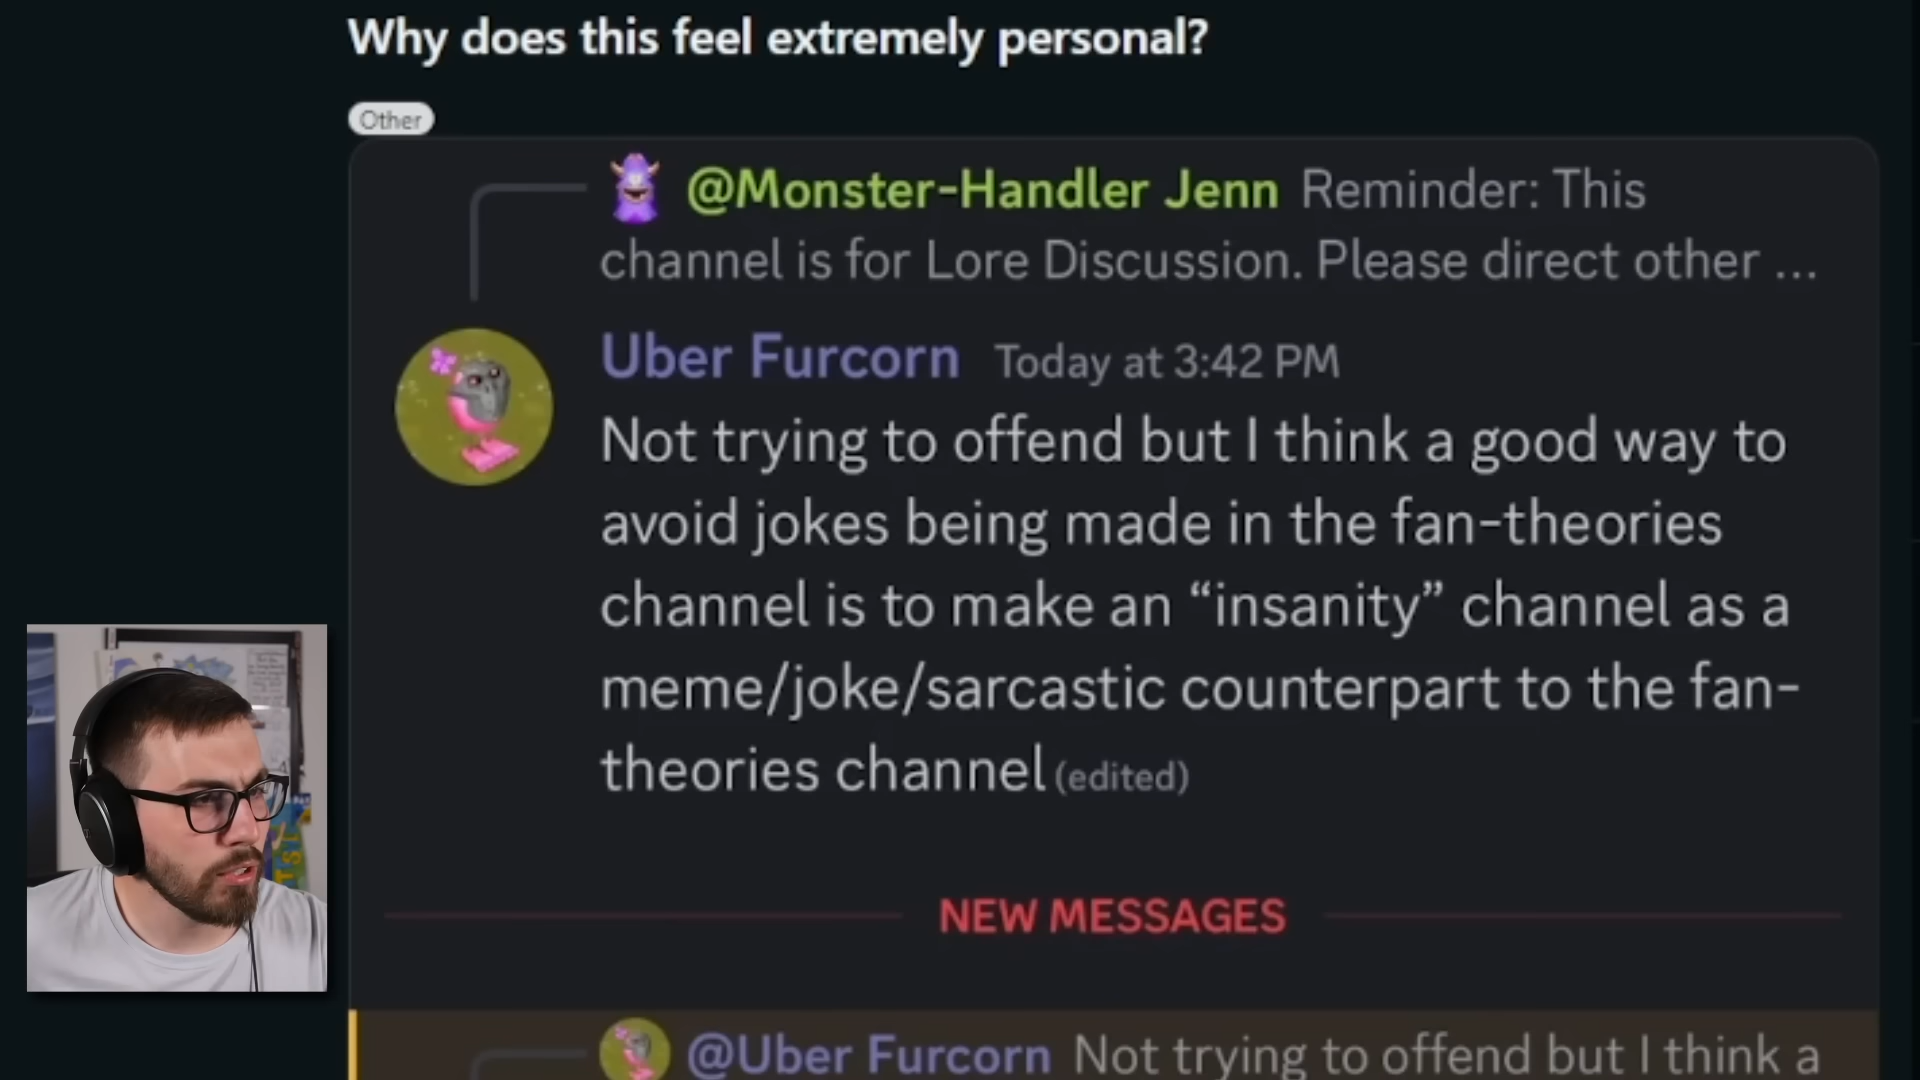 Why does this feel extremely personal?
Other
@Monster-Handler Jenn Reminder: This
channel is for Lore Discussion. Please direct other ...
Uber Furcorn Today at 3:42 PM
Not trying to offend but I think a good way to
avoid jokes being made in the fan-theories
channel is to make an “insanity” channel as a
meme/joke/sarcastic counterpart to the fan-
theories channel (edited)
NEW MESSAGES
@Uber Furcorn Not trying to offend but I think a